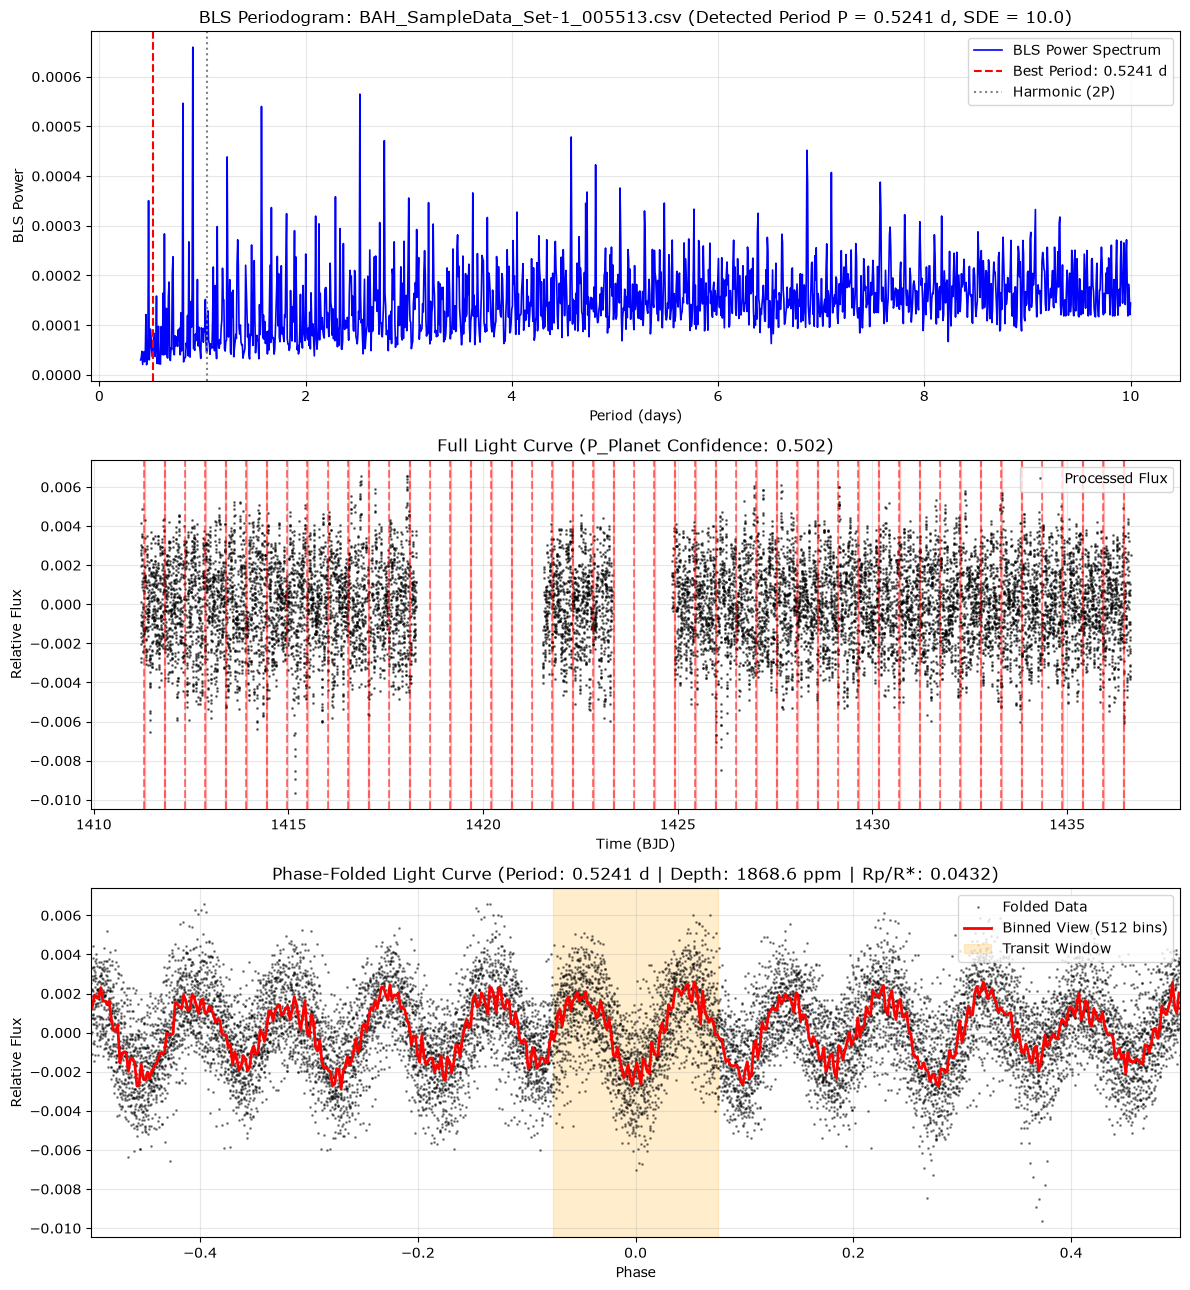 BLS Periodogram: BAH_SampleData_Set-1_005513.csv (Detected Period P = 0.5241 d, SDE = 10.0)
BLS Power Spectrum
Best Period: 0.5241 d
Harmonic (2P)
BLS Power
0.0006
0.0005
0.0004
0.0003
0.0002
0.0001
0.0000
0 2 4 6 8 10
Period (days)
Full Light Curve (P_Planet Confidence: 0.502)
Processed Flux
Relative Flux
0.006
0.004
0.002
0.000
−0.002
−0.004
−0.006
−0.008
−0.010
1410 1415 1420 1425 1430 1435
Time (BJD)
Phase-Folded Light Curve (Period: 0.5241 d | Depth: 1868.6 ppm | Rp/R*: 0.0432)
Folded Data
Binned View (512 bins)
Transit Window
Relative Flux
0.006
0.004
0.002
0.000
−0.002
−0.004
−0.006
−0.008
−0.010
−0.4 −0.2 0.0 0.2 0.4
Phase